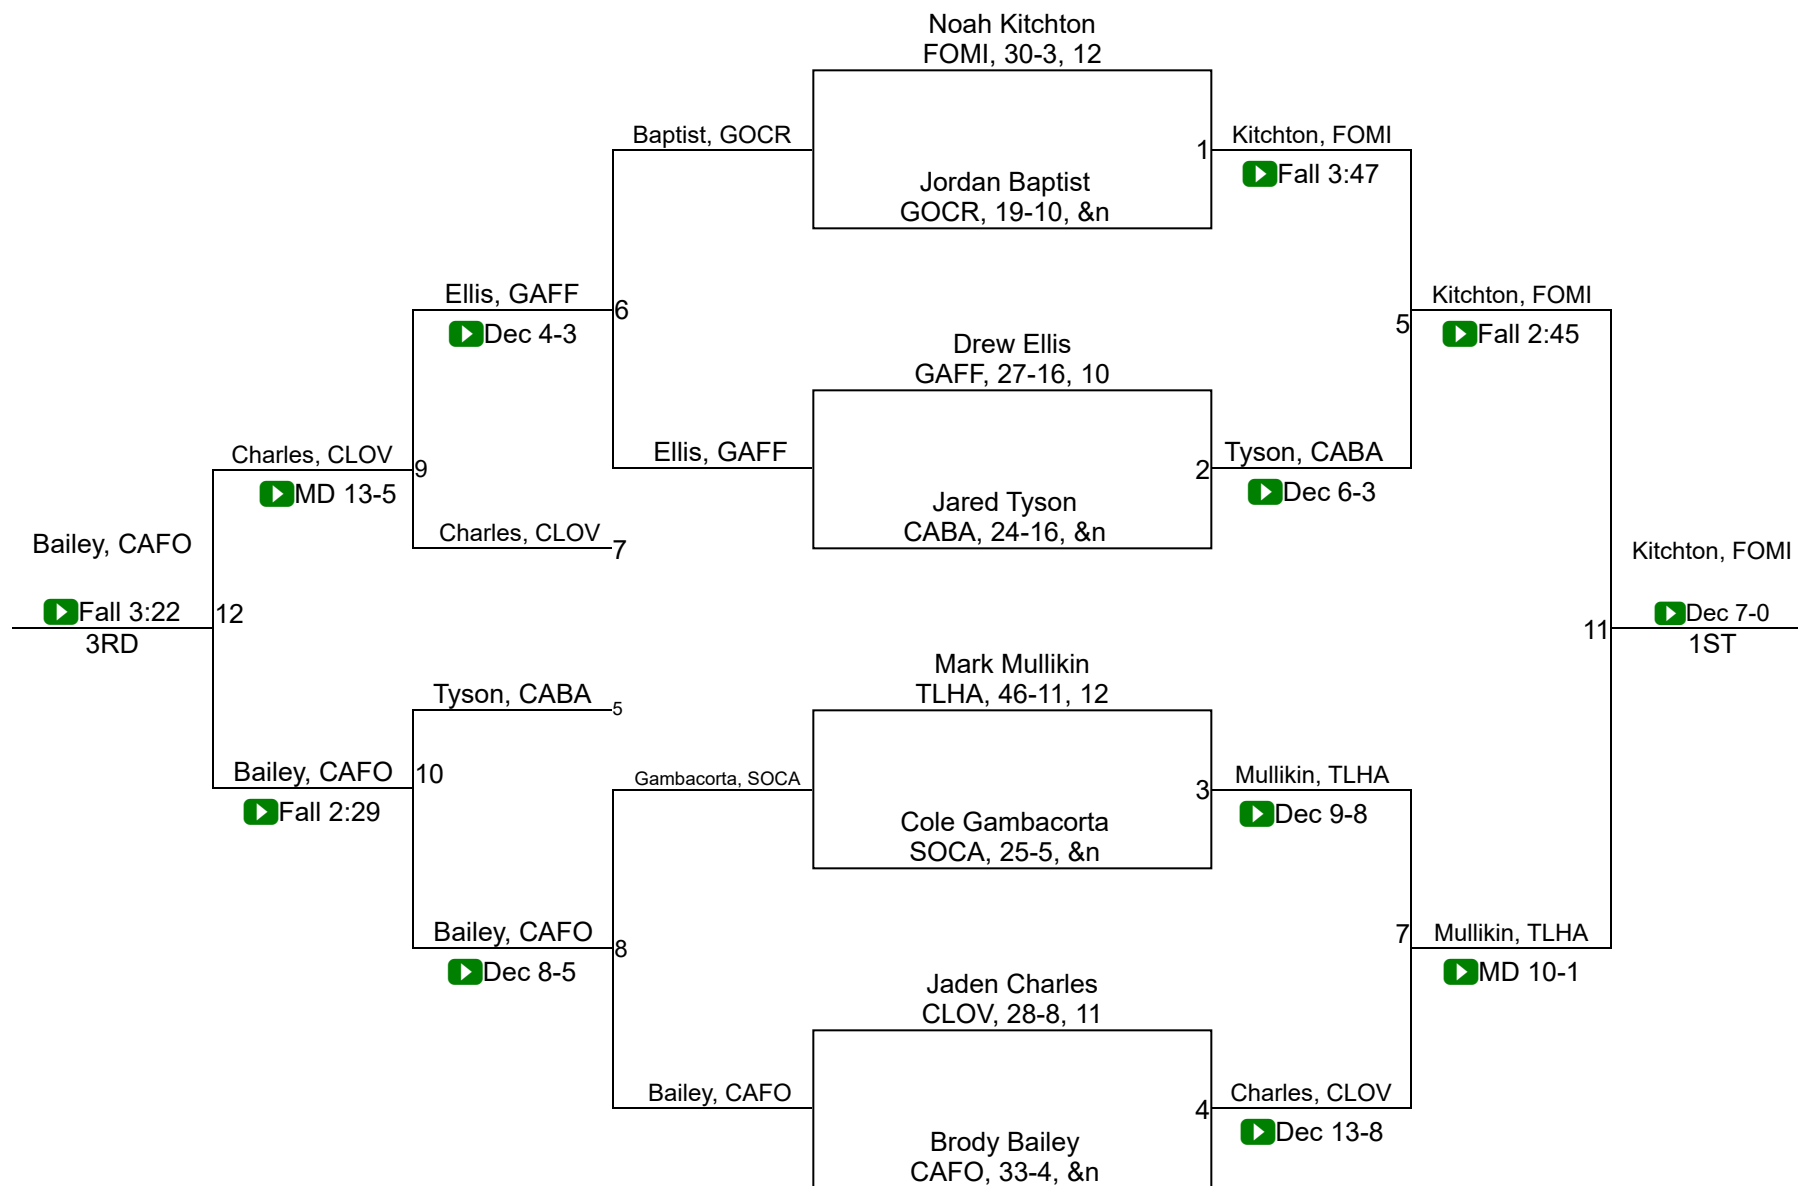 Noah Kitchton
FOMI, 30-3, 12
Baptist, GOCR
1
Kitchton, FOMI
Fall 3:47
Jordan Baptist
GOCR, 19-10, &n
Ellis, GAFF
6
Dec 4-3
Kitchton, FOMI
5
Fall 2:45
Drew Ellis
GAFF, 27-16, 10
Charles, CLOV
9
MD 13-5
Ellis, GAFF
2
Tyson, CABA
Dec 6-3
Jared Tyson
CABA, 24-16, &n
Charles, CLOV
7
Bailey, CAFO
Fall 3:22
12
3RD
Kitchton, FOMI
11
Dec 7-0
1ST
Mark Mullikin
TLHA, 46-11, 12
Tyson, CABA
5
Bailey, CAFO
10
Fall 2:29
Gambacorta, SOCA
3
Mullikin, TLHA
Dec 9-8
Cole Gambacorta
SOCA, 25-5, &n
Bailey, CAFO
8
Dec 8-5
7
Mullikin, TLHA
MD 10-1
Jaden Charles
CLOV, 28-8, 11
Bailey, CAFO
4
Charles, CLOV
Dec 13-8
Brody Bailey
CAFO, 33-4, &n